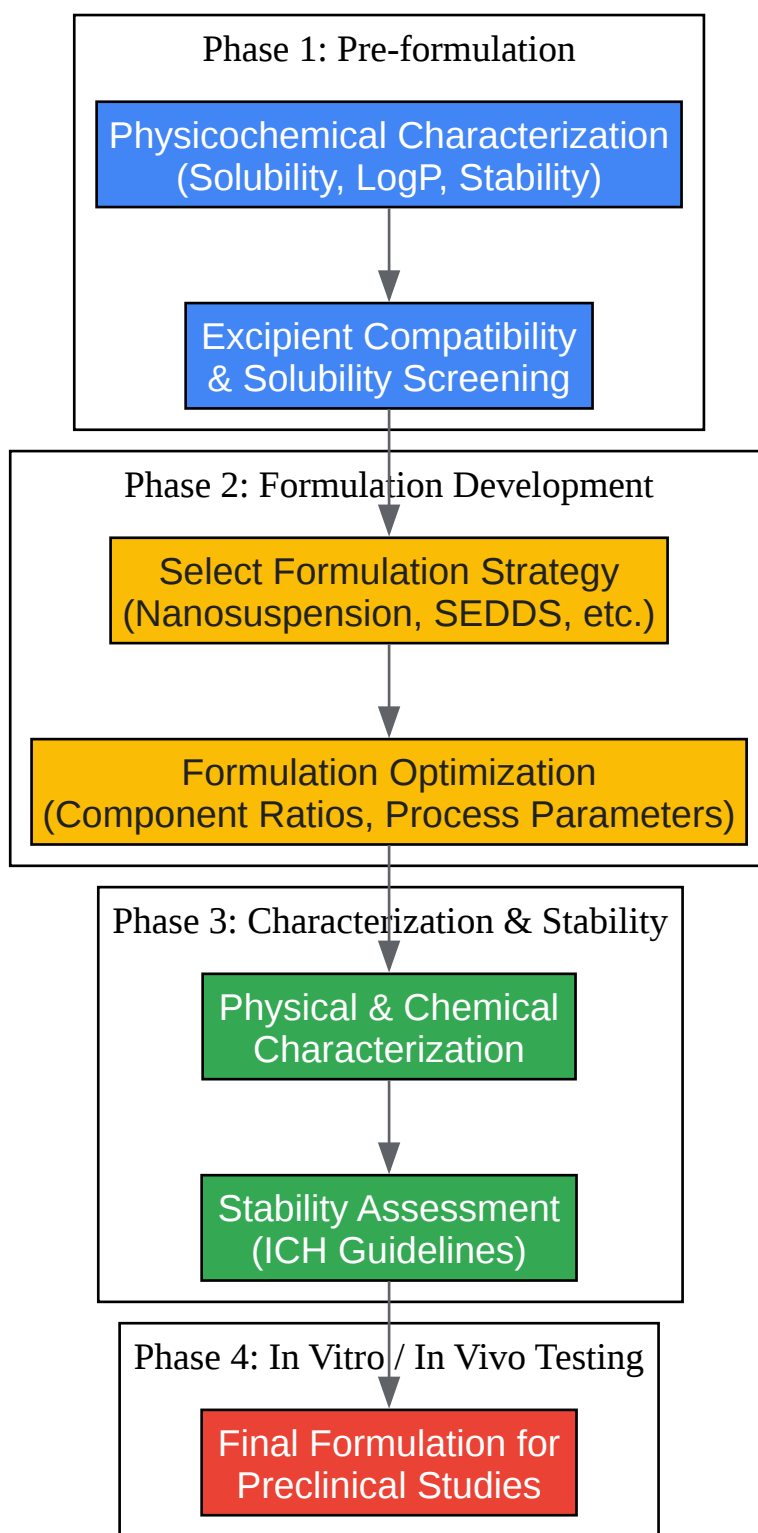 Phase 1: Pre-formulation
Physicochemical Characterization
(Solubility, LogP, Stability)
Excipient Compatibility
& Solubility Screening
Phase 2: Formulation Development
Select Formulation Strategy
(Nanosuspension, SEDDS, etc.)
Formulation Optimization
(Component Ratios, Process Parameters)
Phase 3: Characterization & Stability
Physical & Chemical
Characterization
Stability Assessment
(ICH Guidelines)
Phase 4: In Vitro / In Vivo Testing
Final Formulation for
Preclinical Studies